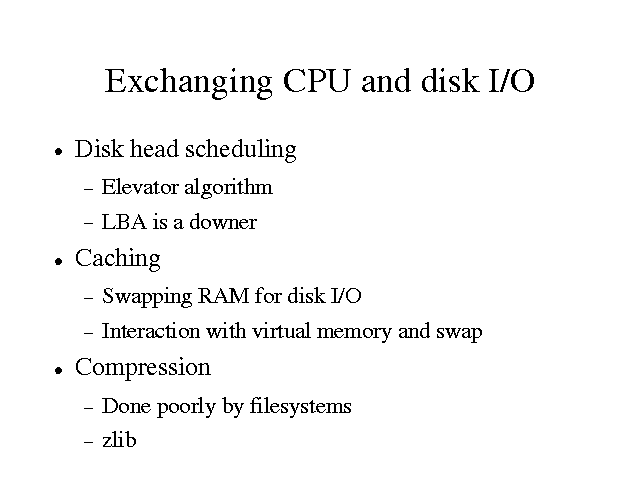 Exchanging CPU and disk I/O
• Disk head scheduling
– Elevator algorithm
– LBA is a downer
• Caching
– Swapping RAM for disk I/O
– Interaction with virtual memory and swap
• Compression
– Done poorly by filesystems
– zlib